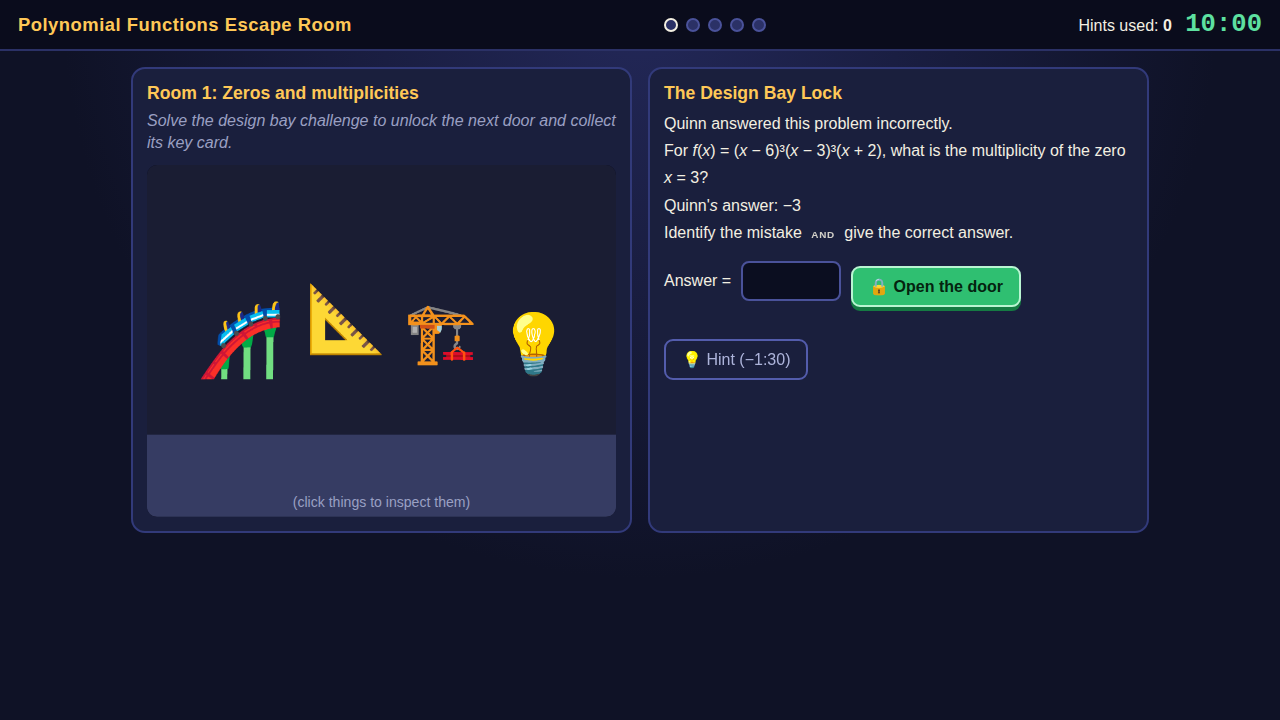 Polynomial Functions Escape Room
Hints used: 0 10:00
Room 1: Zeros and multiplicities
Solve the design bay challenge to unlock the next door and collect
its key card.
(click things to inspect them)
The Design Bay Lock
Quinn answered this problem incorrectly.
For f(x) = (x − 6)³(x − 3)³(x + 2), what is the multiplicity of the zero
x = 3?
Quinn's answer: −3
Identify the mistake AND give the correct answer.
Answer =
🔒 Open the door
💡 Hint (−1:30)